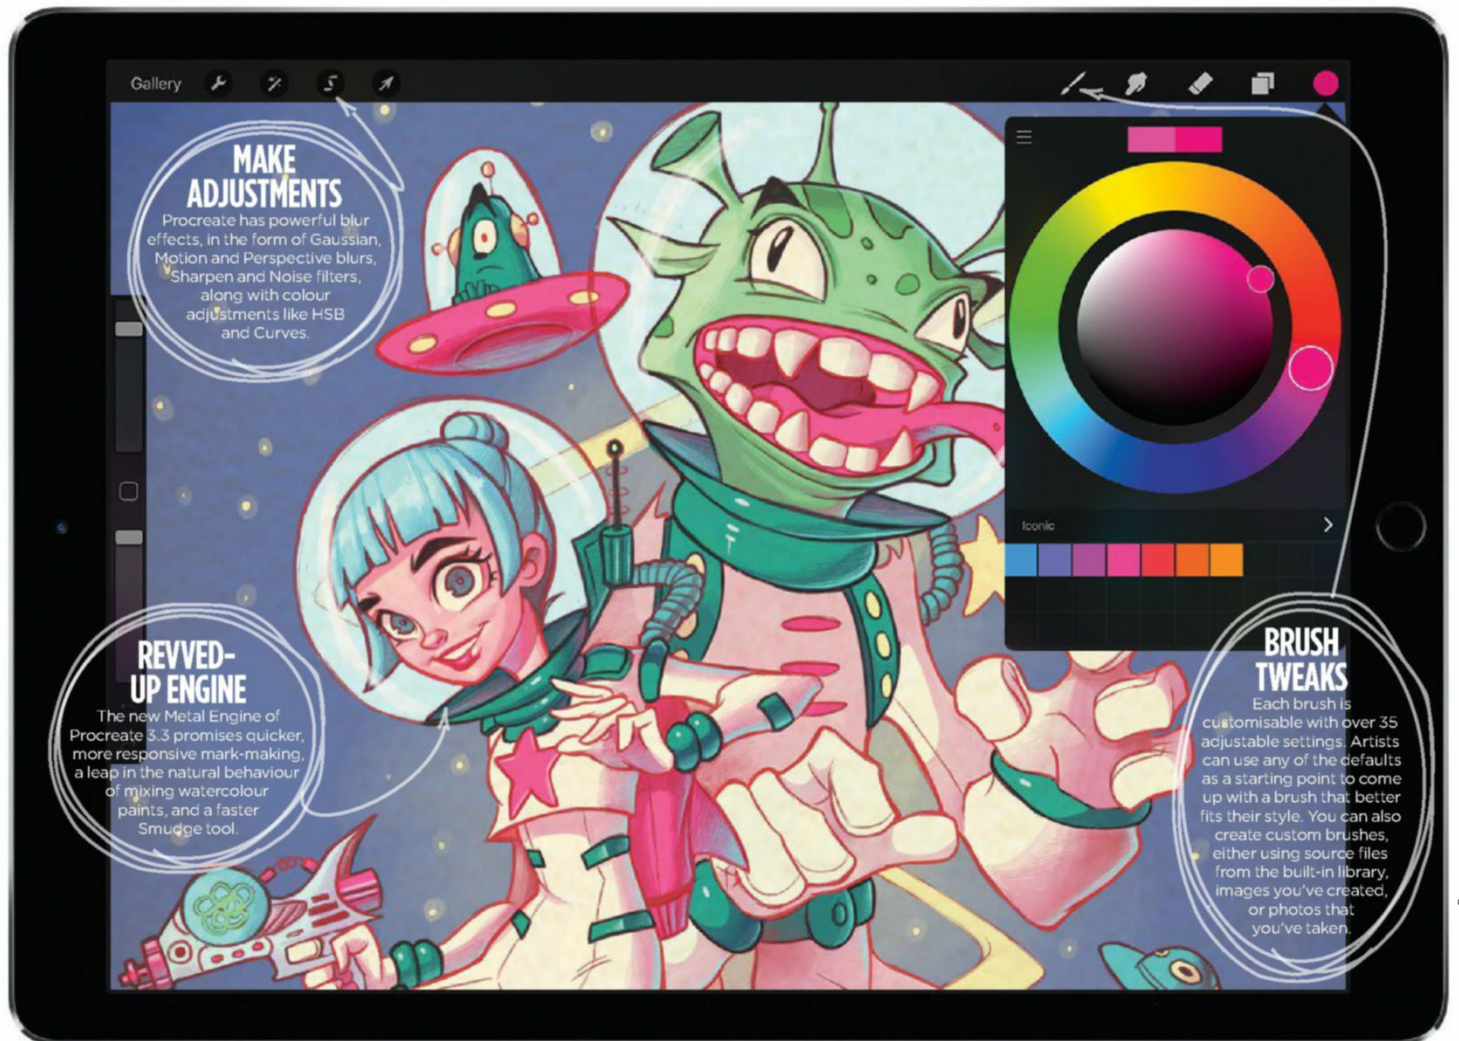 Gallery
MAKE
ADJUSTMENTS
Procreate has powerful blur
effects, in the form of Gaussian,
Motion and Perspective blurs,
Sharpen and Noise filters,
along with colour
adjustments like HSB
and Curves.
Iconic
REVVED-
UP ENGINE
The new Metal Engine of
Procreate 3.3 promises quicker,
more responsive mark-making,
a leap in the natural behaviour
of mixing watercolour
paints, and a faster
Smudge tool.
BRUSH
TWEAKS
Each brush is
customisable with over 35
adjustable settings. Artists
can use any of the defaults
as a starting point to come
up with a brush that better
fits their style. You can also
create custom brushes,
either using source files
from the built-in library,
images you've created,
or photos that
you've taken.